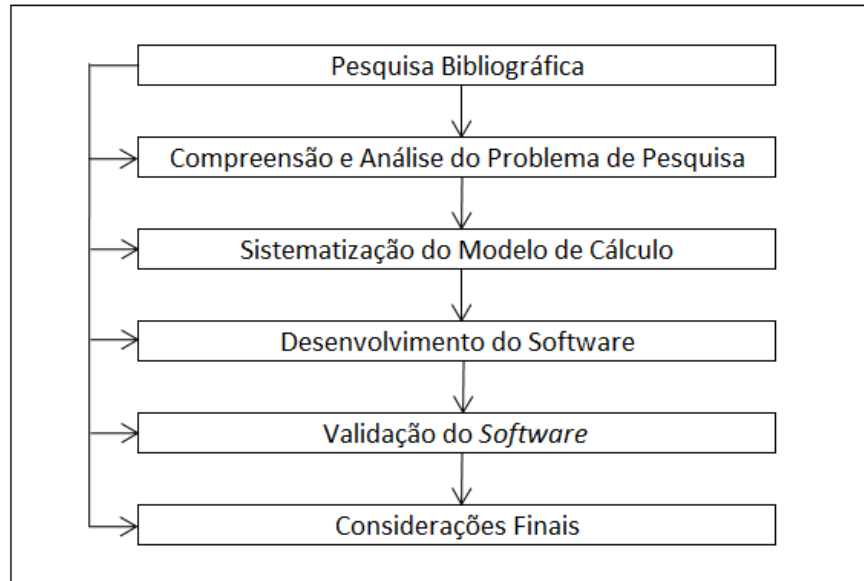 Pesquisa Bibliográfica
Compreensão e Análise do Problema de Pesquisa
Sistematização do Modelo de Cálculo
Desenvolvimento do Software
Validação do Software
Considerações Finais